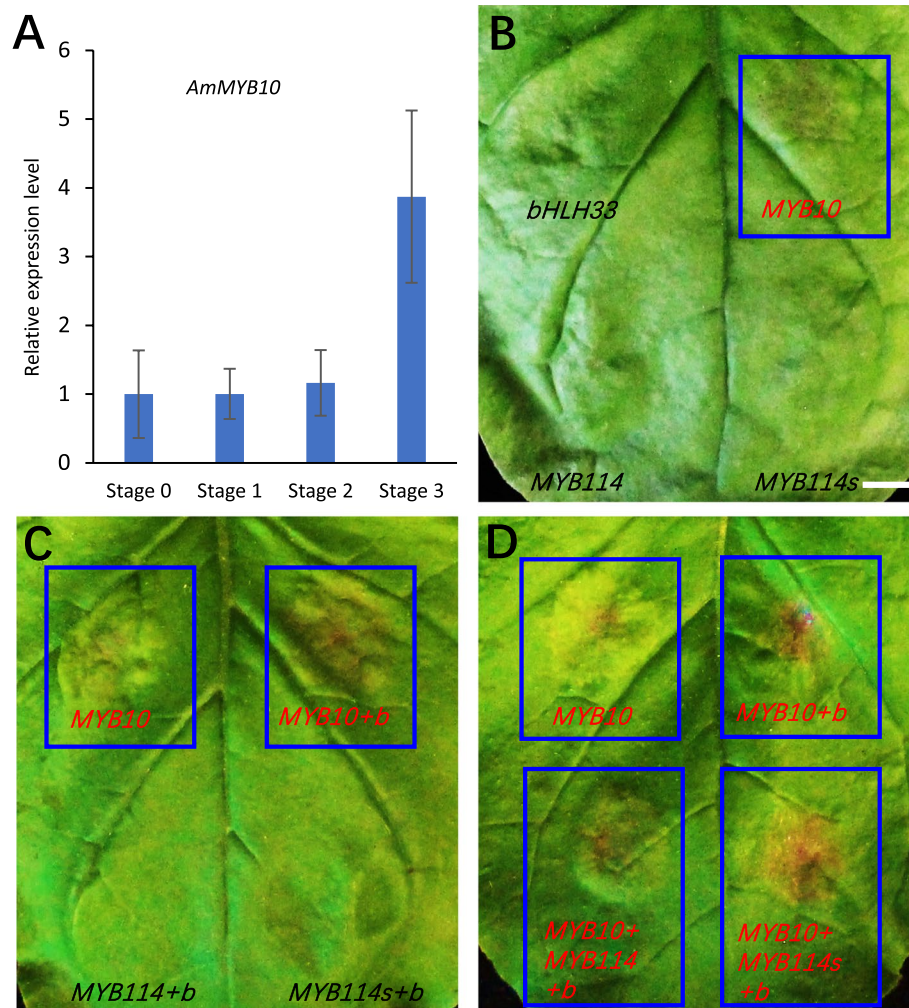 A
AmMYB10
Relative expression level
6
5
4
3
2
1
0
Stage 0 Stage 1 Stage 2 Stage 3
B
bHLH33
MYB10
MYB114
MYB114s
C
MYB10
MYB10+b
MYB114+b
MYB114s+b
D
MYB10
MYB10+b
MYB10+
MYB114
+b
MYB10+
MYB114s
+b